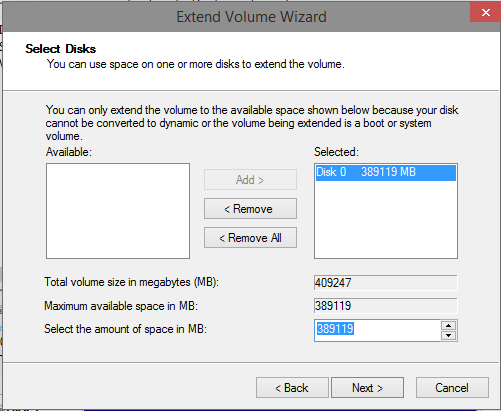 Extend Volume Wizard
Select Disks
You can use space on one or more disks to extend the volume.
You can only extend the volume to the available space shown below because your disk
cannot be converted to dynamic or the volume being extended is a boot or system
volume.
Available: Selected:
Disk 0 389119 MB
Add >
< Remove
< Remove All
Total volume size in megabytes (MB): 409247
Maximum available space in MB: 389119
Select the amount of space in MB: 389119
< Back Next > Cancel